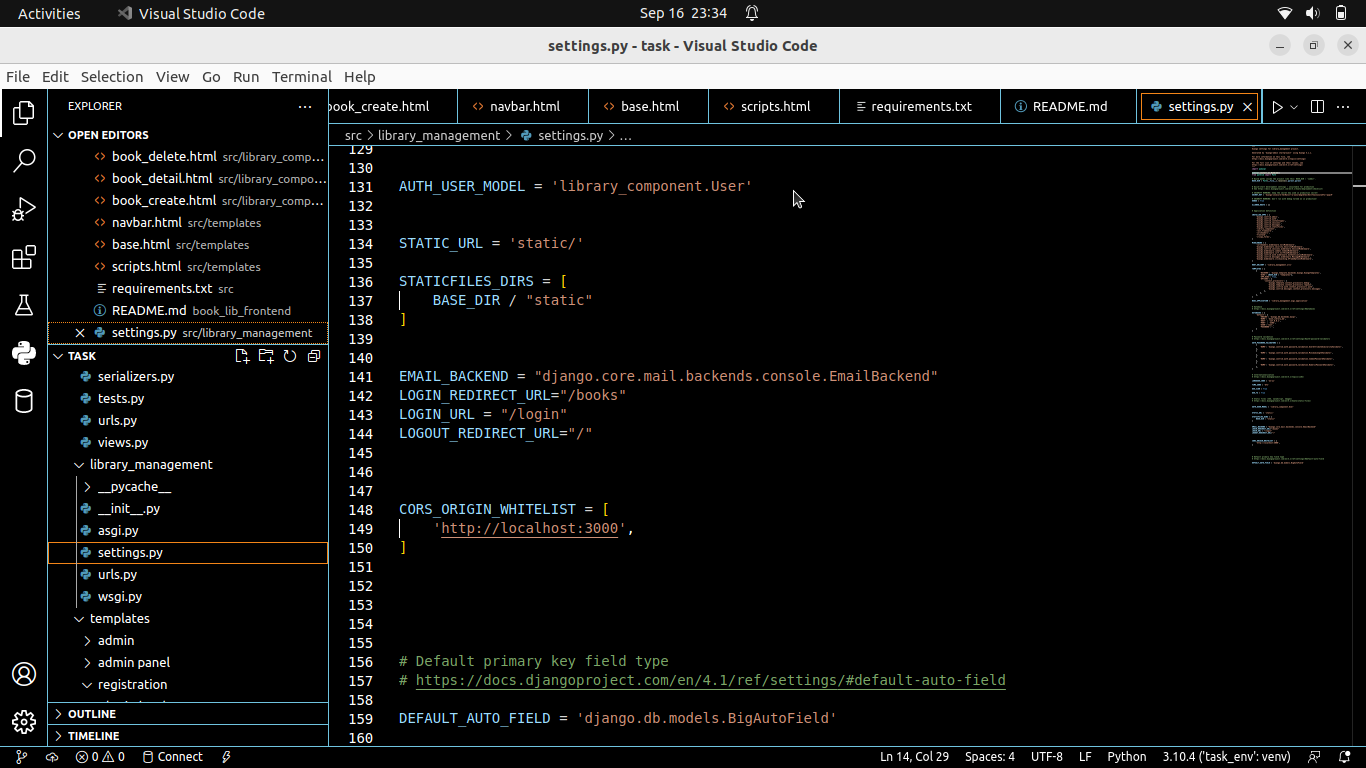 Activities Visual Studio Code Sep 16 23:34
settings.py - task - Visual Studio Code
File Edit Selection View Go Run Terminal Help
EXPLORER
OPEN EDITORS
book_delete.html src/library_comp...
book_detail.html src/library_compo...
book_create.html src/library_comp...
navbar.html src/templates
base.html src/templates
scripts.html src/templates
requirements.txt src
README.md book_lib_frontend
settings.py src/library_management
TASK
serializers.py
tests.py
urls.py
views.py
library_management
__pycache__
__init__.py
asgi.py
settings.py
urls.py
wsgi.py
templates
admin
admin panel
registration
OUTLINE
TIMELINE
book_create.html navbar.html base.html scripts.html requirements.txt README.md settings.py
src > library_management > settings.py > ...
129
130
131 AUTH_USER_MODEL = 'library_component.User'
132
133
134 STATIC_URL = 'static/'
135
136 STATICFILES_DIRS = [
137 BASE_DIR / "static"
138 ]
139
140
141 EMAIL_BACKEND = "django.core.mail.backends.console.EmailBackend"
142 LOGIN_REDIRECT_URL="/books"
143 LOGIN_URL = "/login"
144 LOGOUT_REDIRECT_URL="/"
145
146
147
148 CORS_ORIGIN_WHITELIST = [
149 'http://localhost:3000',
150 ]
151
152
153
154
155
156 # Default primary key field type
157 # https://docs.djangoproject.com/en/4.1/ref/settings/#default-auto-field
158
159 DEFAULT_AUTO_FIELD = 'django.db.models.BigAutoField'
160
0 0 Connect Ln 14, Col 29 Spaces: 4 UTF-8 LF Python 3.10.4 ('task_env': venv)